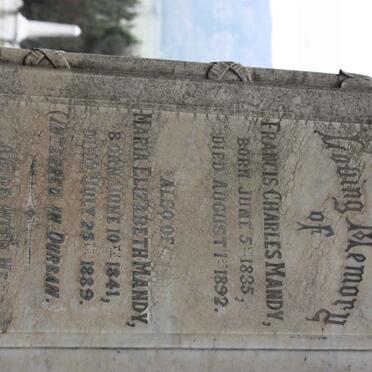 Loving Memory
of
FRANCIS CHARLES MANDY,
BORN JUNE 5TH 1835,
DIED AUGUST 1ST 1892.
ALSO OF
MARIA ELIZABETH MANDY,
BORN JUNE 10TH 1841,
DIED JULY 28TH 1889.
(INTERRED IN DURBAN.